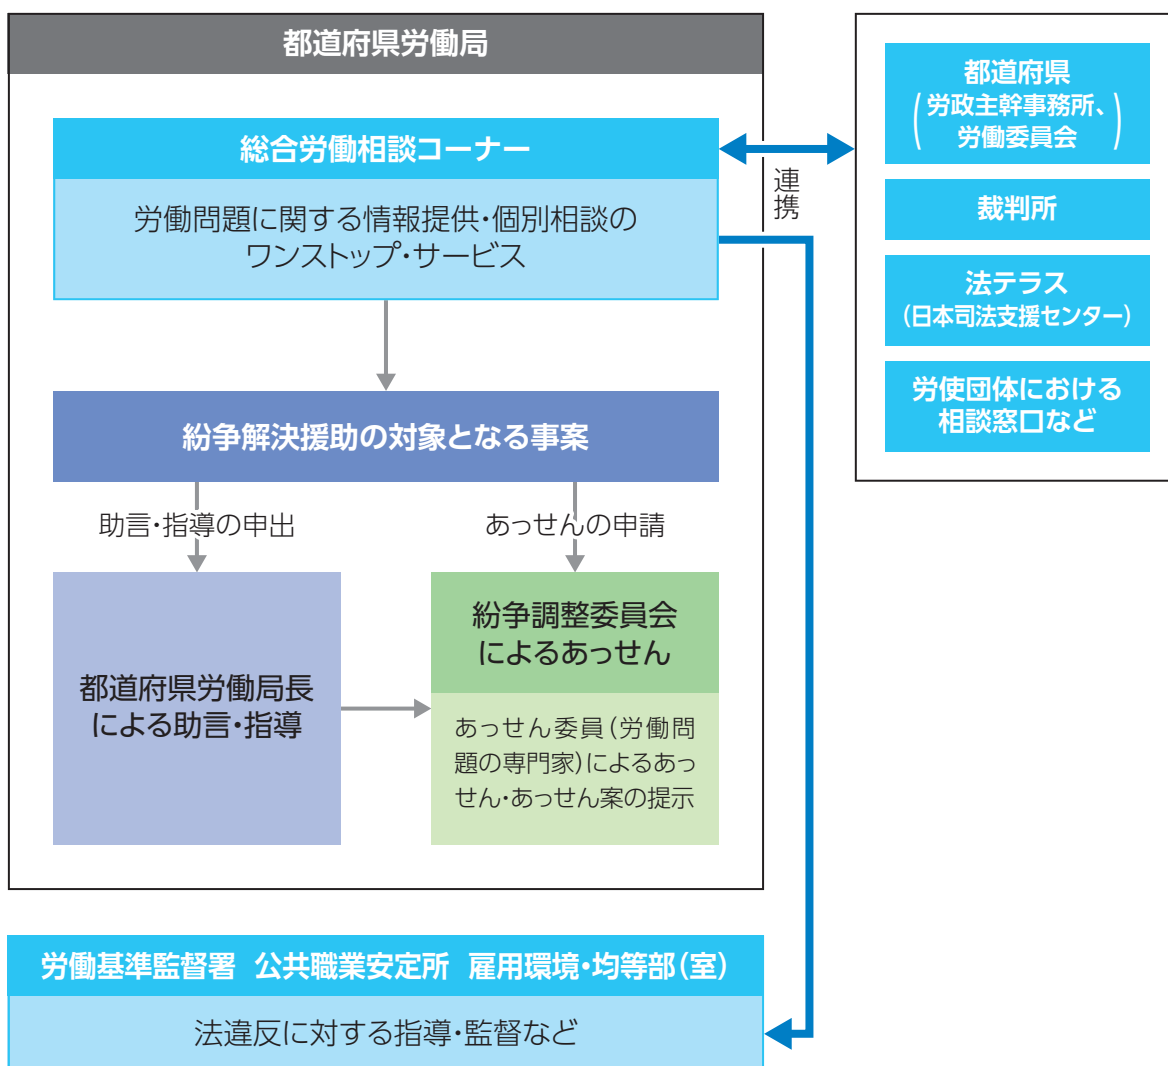 都道府県労働局
総合労働相談コーナー
労働問題に関する情報提供・個別相談の
ワンストップ・サービス
連携
都道府県
(労政主幹事務所、
労働委員会)
裁判所
法テラス
(日本司法支援センター)
労使団体における
相談窓口など
紛争解決援助の対象となる事案
助言・指導の申出
あっせんの申請
都道府県労働局長
による助言・指導
紛争調整委員会
によるあっせん
あっせん委員(労働問
題の専門家)によるあっ
せん・あっせん案の提示
労働基準監督署 公共職業安定所 雇用環境・均等部(室)
法違反に対する指導・監督など